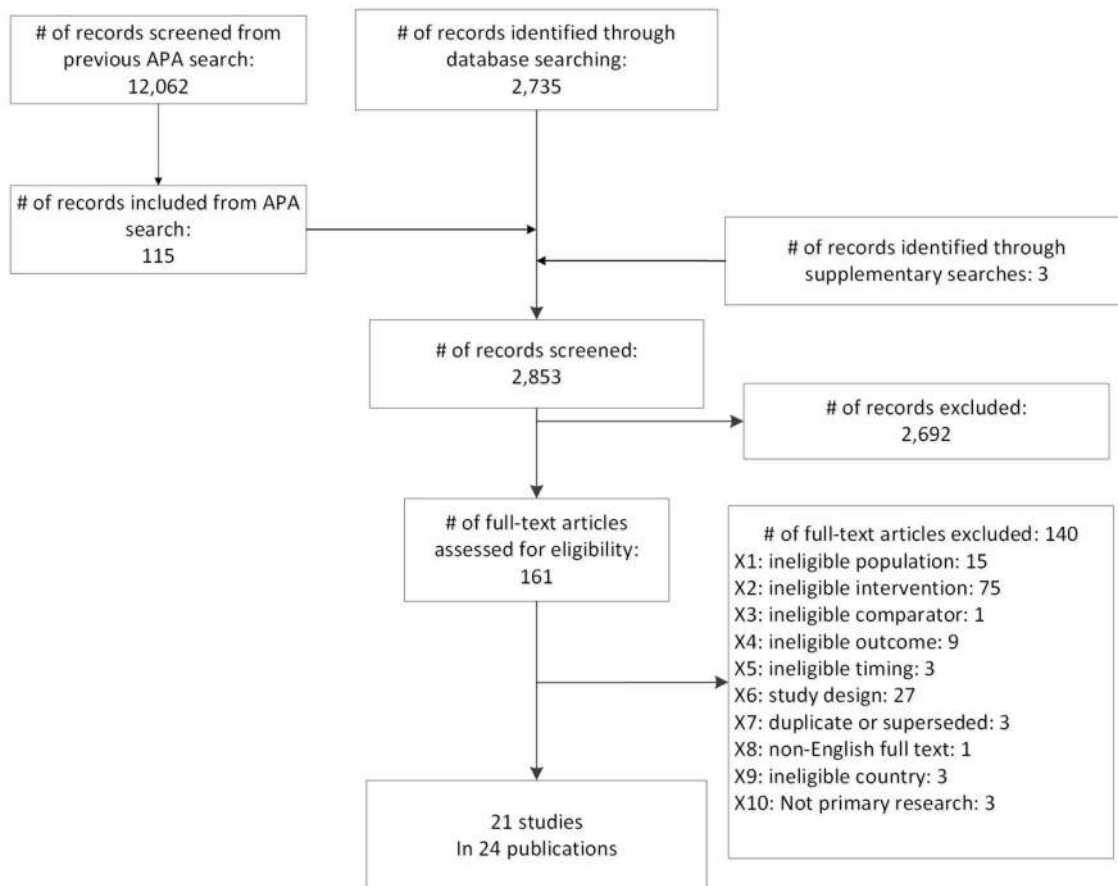 # of records screened from
previous APA search:
12,062
# of records identified through
database searching:
2,735
# of records included from APA
search:
115
# of records identified through
supplementary searches: 3
# of records screened:
2,853
# of records excluded:
2,692
# of full-text articles
assessed for eligibility:
161
# of full-text articles excluded: 140
X1: ineligible population: 15
X2: ineligible intervention: 75
X3: ineligible comparator: 1
X4: ineligible outcome: 9
X5: ineligible timing: 3
X6: study design: 27
X7: duplicate or superseded: 3
X8: non-English full text: 1
X9: ineligible country: 3
X10: Not primary research: 3
21 studies
In 24 publications